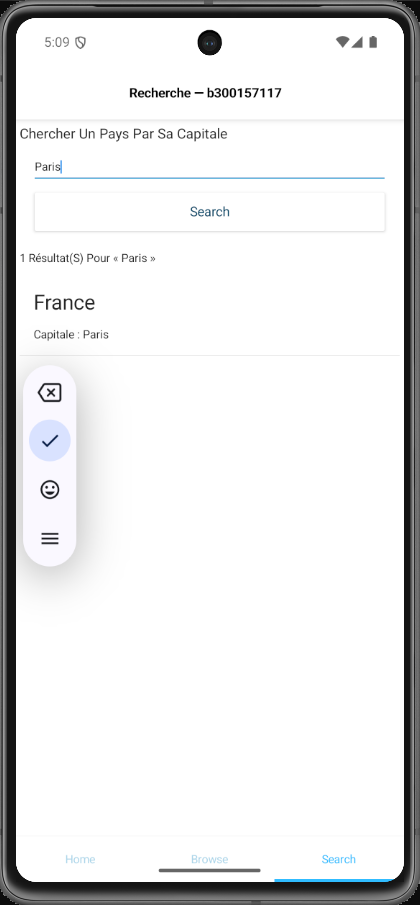 5:09
Recherche — b300157117
Chercher Un Pays Par Sa Capitale
Paris
Search
1 Résultat(S) Pour « Paris »
France
Capitale : Paris
Home Browse Search